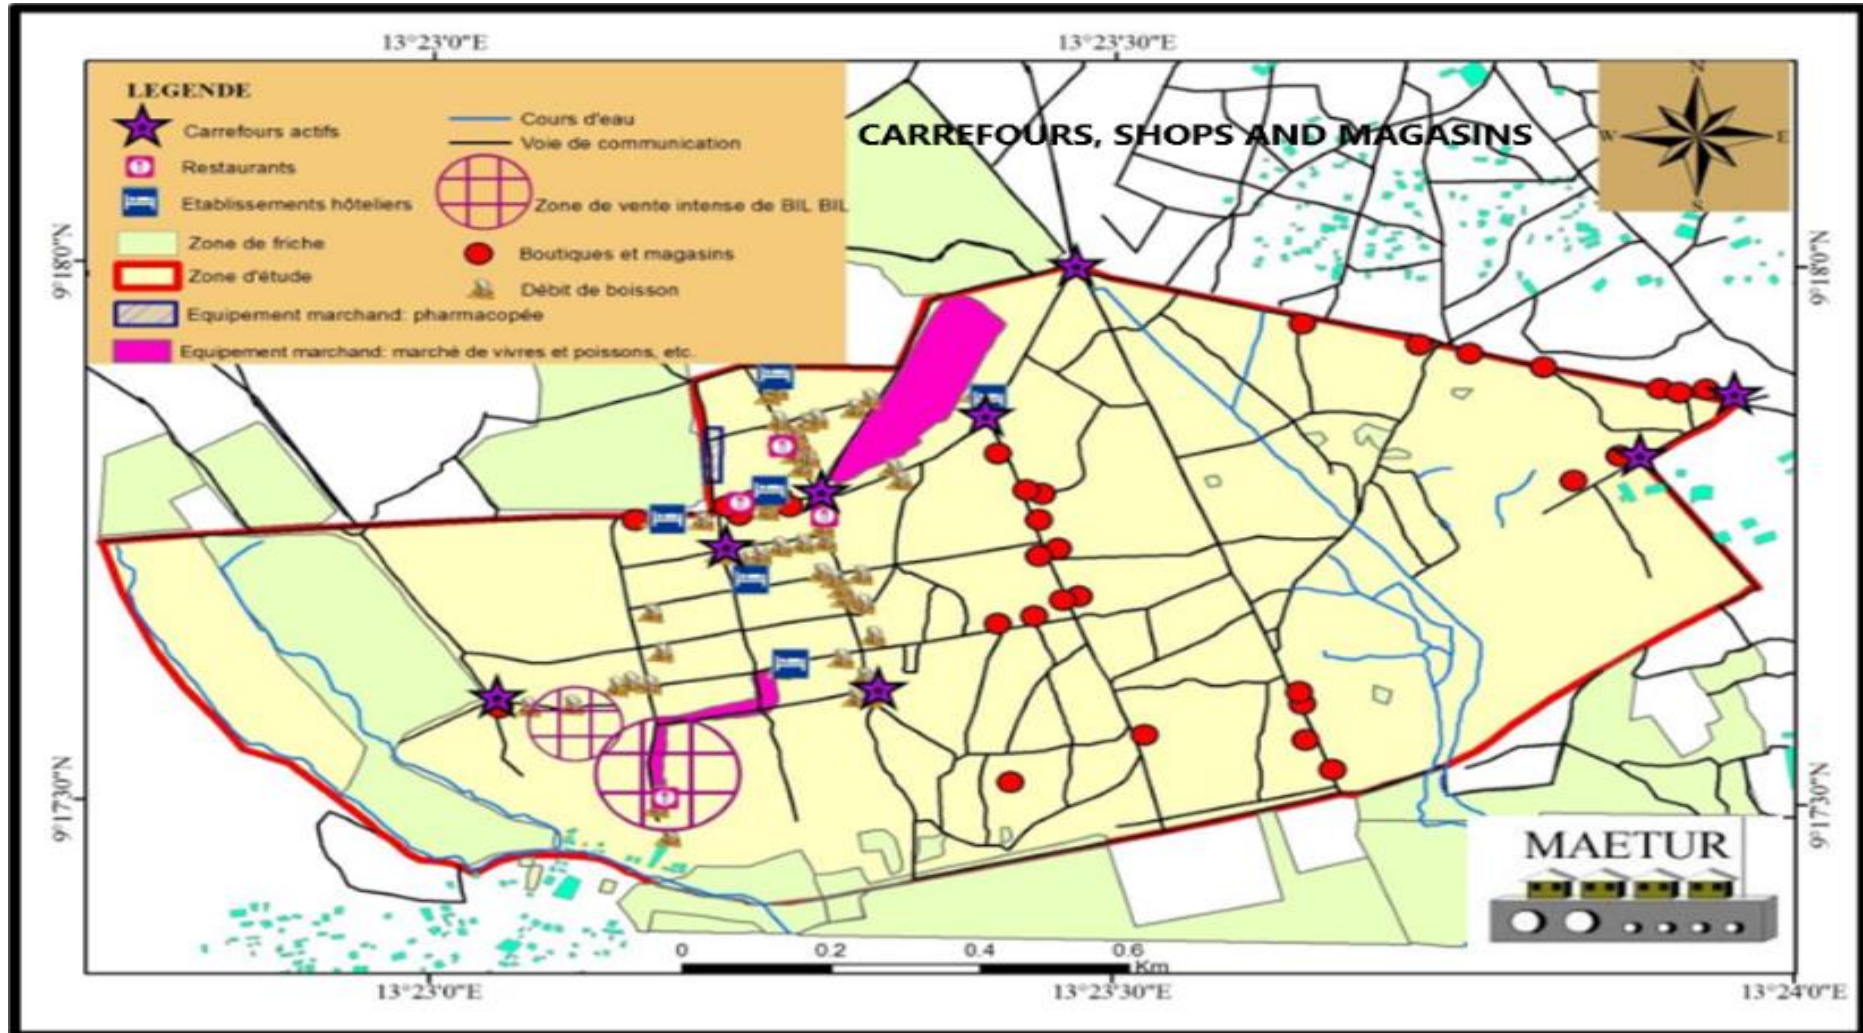 13°23'0"E
13°23'30"E
LEGENDE
Carrefours actifs
Restaurants
Etablissements hôteliers
Zone de friche
Zone d'étude
Equipement marchand: pharmacopée
Equipement marchand: marché de vivres et poissons, etc.
Cours d'eau
Voie de communication
Zone de vente intense de BIL BIL
Boutiques et magasins
Débit de boisson
CARREFOURS, SHOPS AND MAGASINS
N
W
E
S
9°18'0"N
9°18'0"N
9°17'30"N
9°17'30"N
MAETUR
0 0.2 0.4 0.6
Km
13°23'0"E
13°23'30"E
13°24'0"E